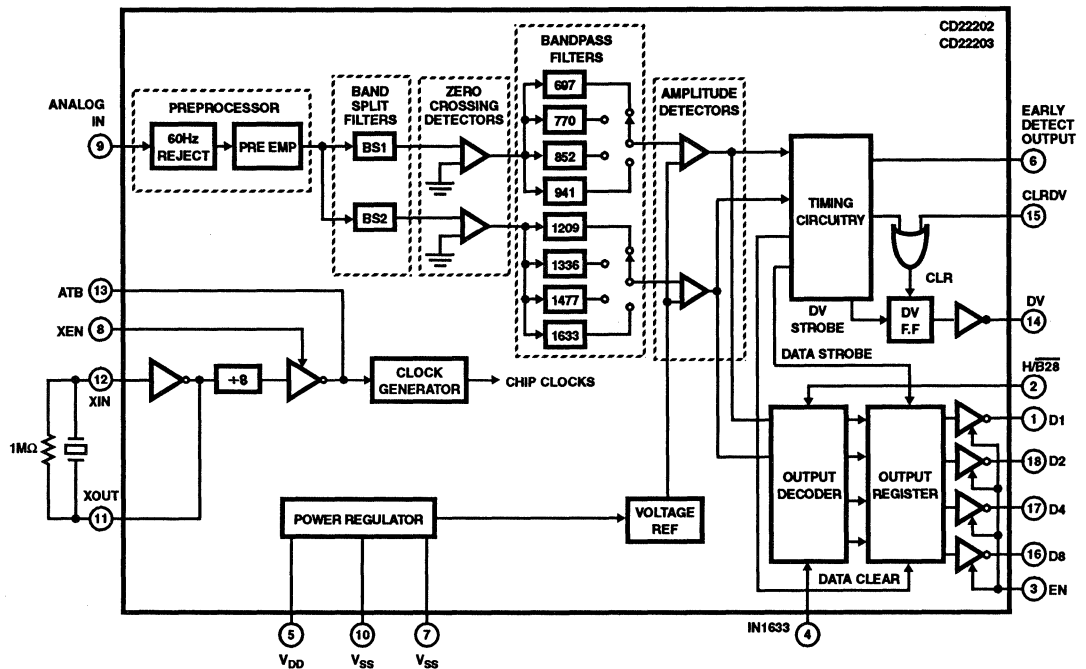 CD22202
CD22203
BANDPASS
FILTERS
697
770
852
941
1209
1336
1477
1633
ANALOG
IN
9
PREPROCESSOR
60Hz
REJECT
PRE EMP
BAND
SPLIT
FILTERS
BS1
BS2
ZERO
CROSSING
DETECTORS
AMPLITUDE
DETECTORS
TIMING
CIRCUITRY
EARLY
DETECT
OUTPUT
6
CLRDV
15
CLR
DV
F.F
DV
14
DV
STROBE
DATA STROBE
ATB
13
XEN
8
12
XIN
÷8
CLOCK
GENERATOR
CHIP CLOCKS
1MΩ
XOUT
11
H/B28
2
1
D1
18
D2
17
D4
16
D8
3
EN
OUTPUT
DECODER
OUTPUT
REGISTER
DATA CLEAR
POWER REGULATOR
VOLTAGE
REF
5
VDD
10
VSS
7
VSS
IN1633
4